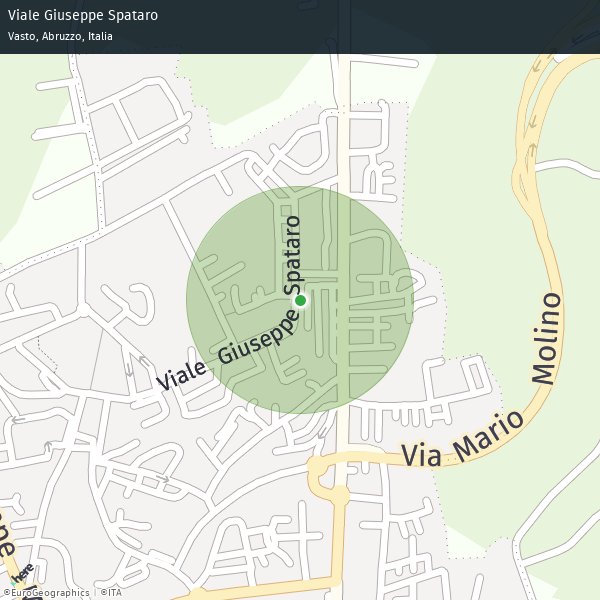 Viale Giuseppe Spataro
Vasto, Abruzzo, Italia
Viale Giuseppe Spataro
Molino
Via Mario
here
©EuroGeographics | ©ITA